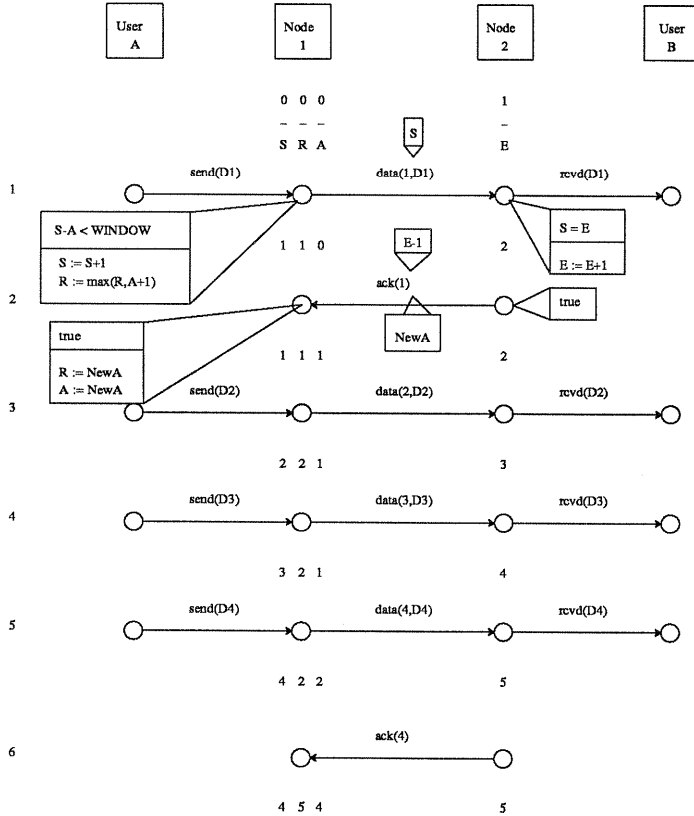 User
A
Node
1
Node
2
User
B
0 0 0
– – –
S R A
1
–
E
S
1
send(D1)
data(1,D1)
rcvd(D1)
S-A < WINDOW
S := S+1
R := max(R,A+1)
1 1 0
E-1
2
S = E
E := E+1
2
ack(1)
NewA
true
true
R := NewA
A := NewA
1 1 1
2
3
send(D2)
data(2,D2)
rcvd(D2)
2 2 1
3
4
send(D3)
data(3,D3)
rcvd(D3)
3 2 1
4
5
send(D4)
data(4,D4)
rcvd(D4)
4 2 2
5
6
ack(4)
4 5 4
5